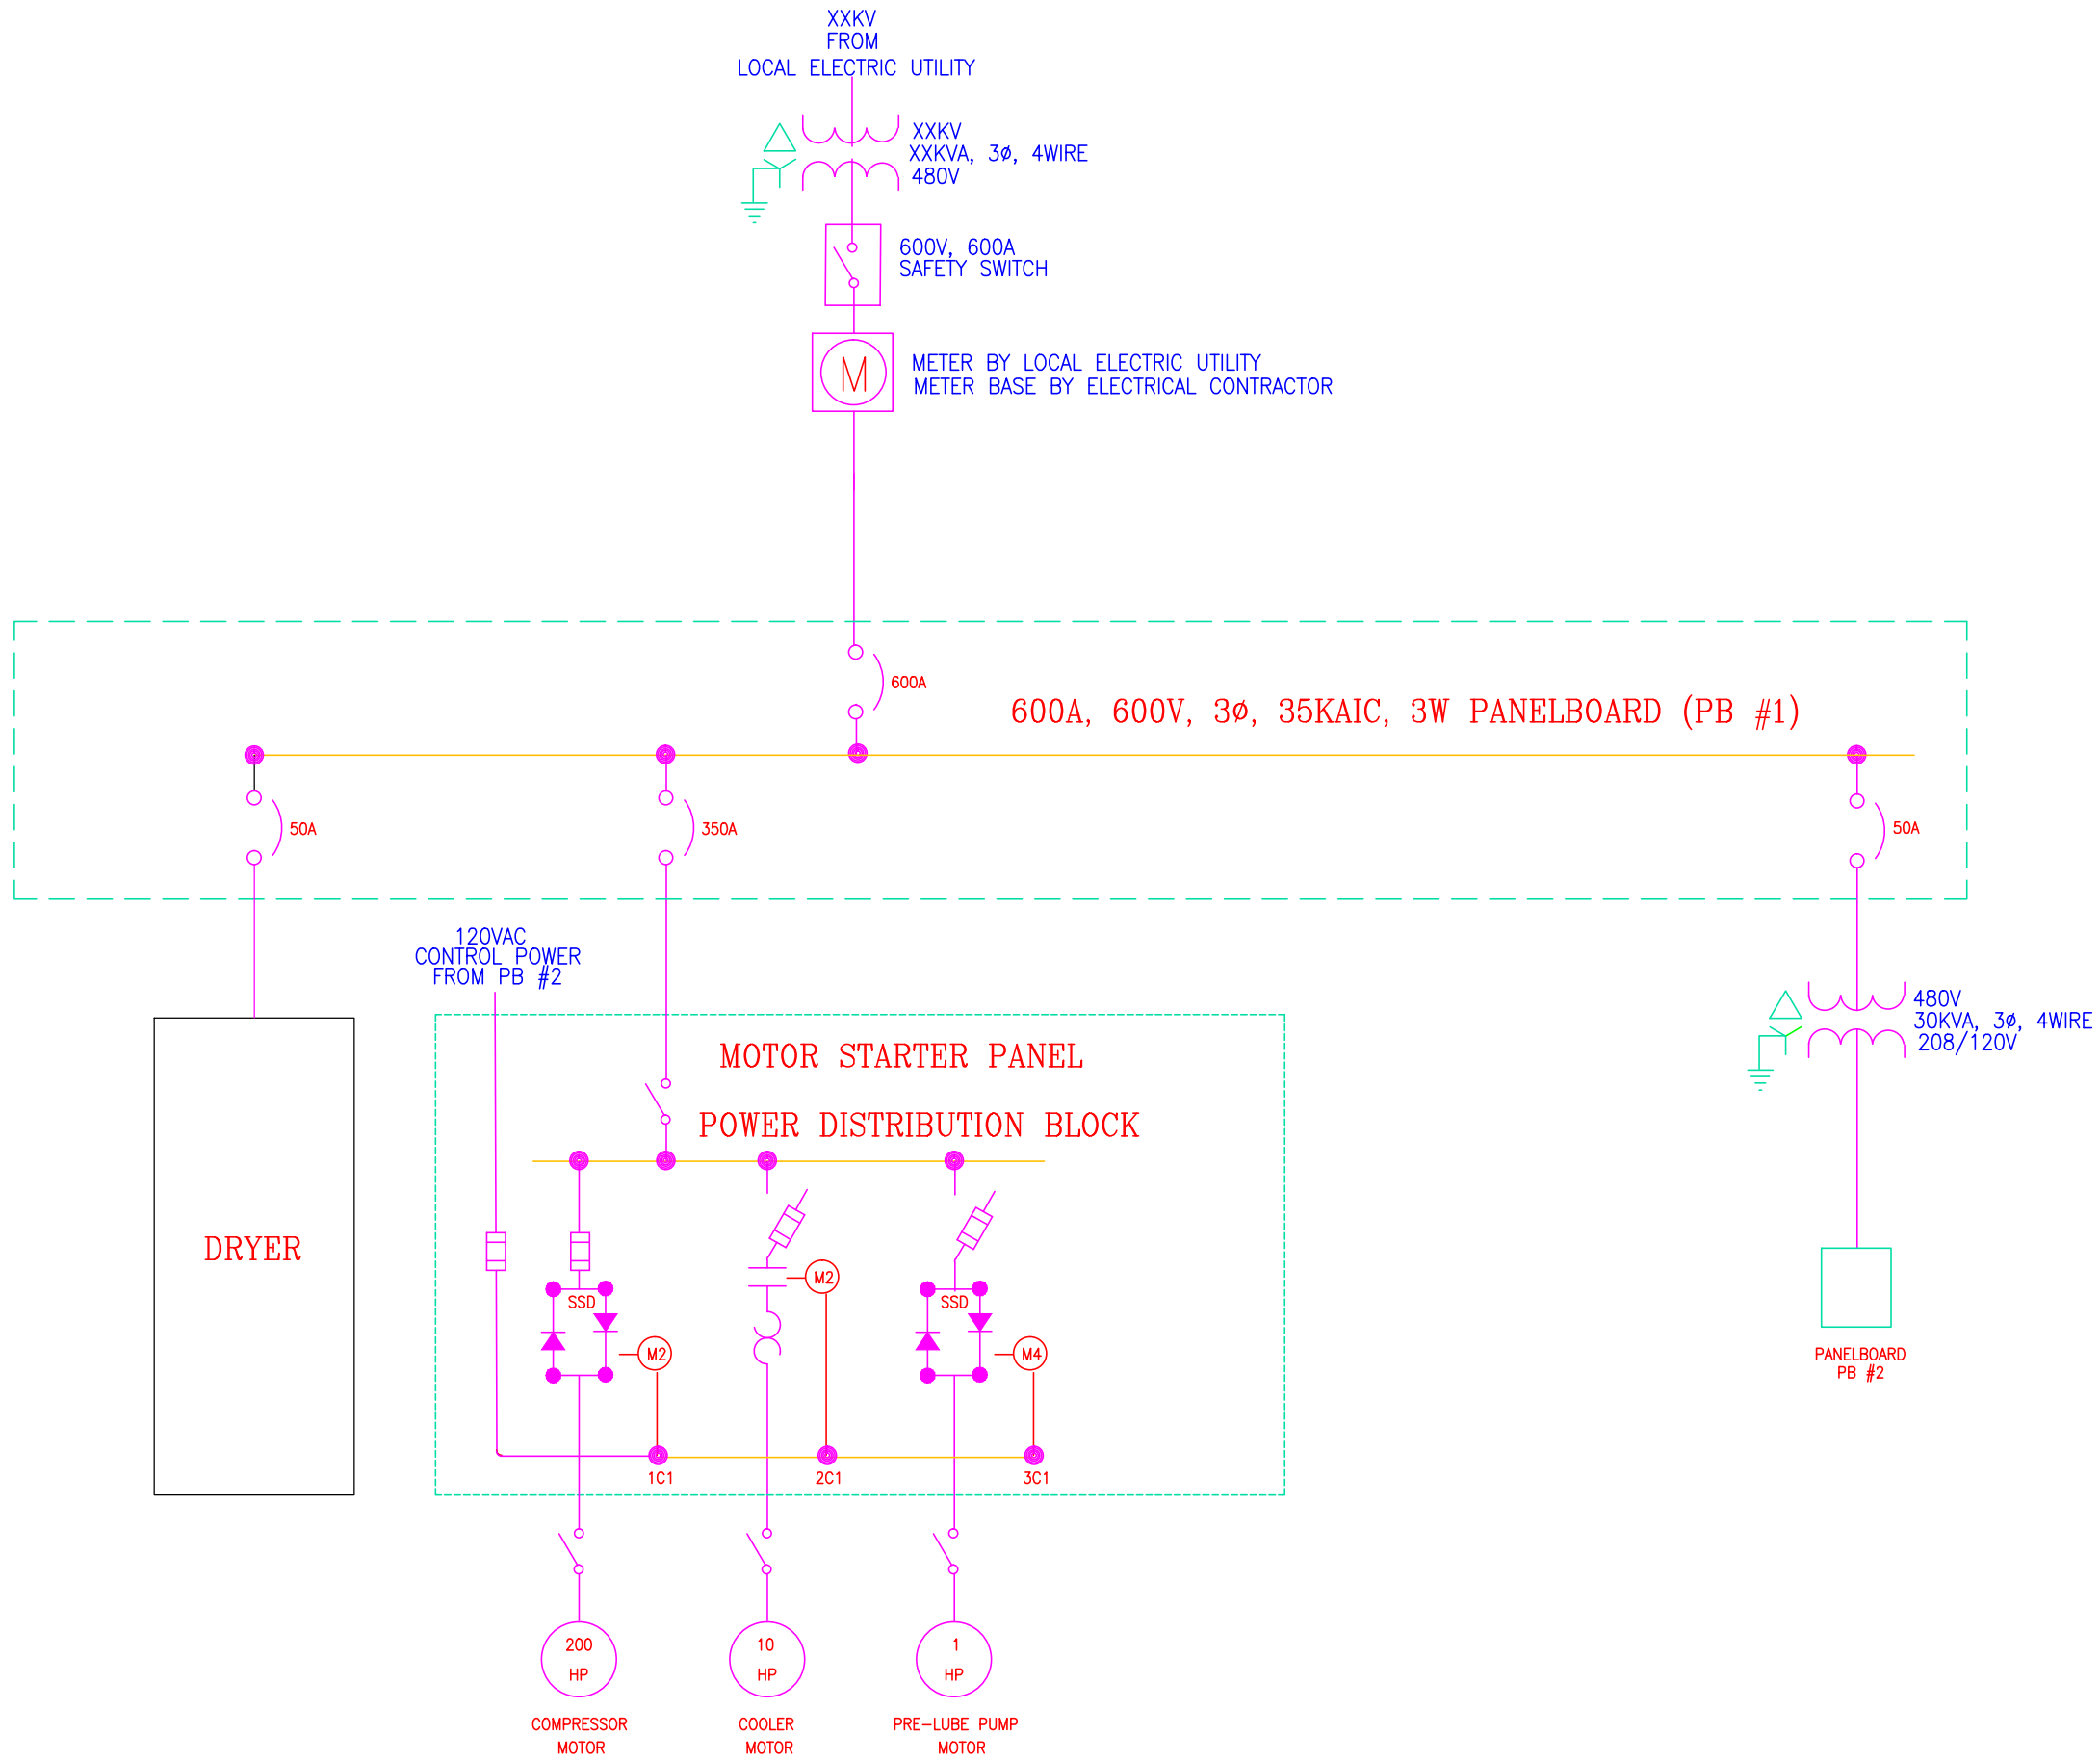 XXKV
FROM
LOCAL ELECTRIC UTILITY
XXKV
XXKVA, 3ø, 4WIRE
480V
600V, 600A
SAFETY SWITCH
M
METER BY LOCAL ELECTRIC UTILITY
METER BASE BY ELECTRICAL CONTRACTOR
600A
600A, 600V, 3ø, 35KAIC, 3W PANELBOARD (PB #1)
50A
350A
50A
120VAC
CONTROL POWER
FROM PB #2
480V
30KVA, 3ø, 4WIRE
208/120V
MOTOR STARTER PANEL
POWER DISTRIBUTION BLOCK
DRYER
M2
SSD
SSD
M2
M4
PANELBOARD
PB #2
1C1
2C1
3C1
200
HP
10
HP
1
HP
COMPRESSOR
MOTOR
COOLER
MOTOR
PRE-LUBE PUMP
MOTOR